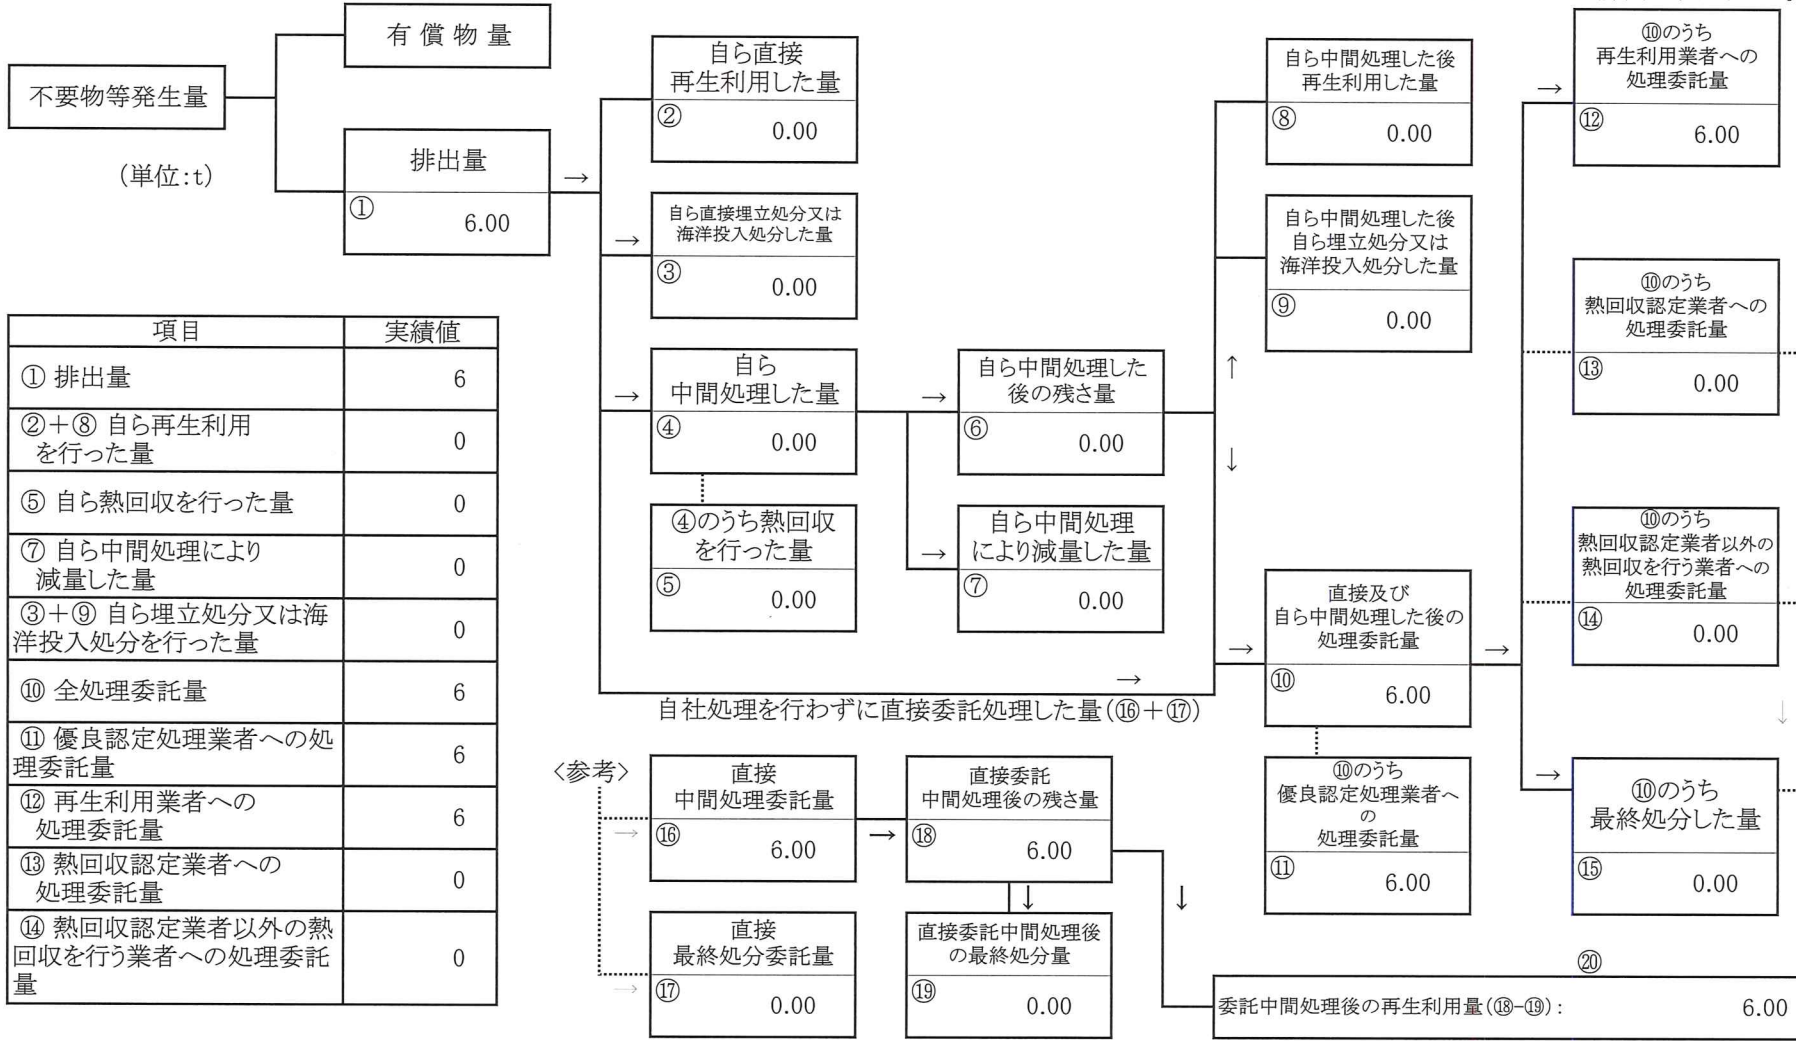 不要物等発生量
(単位:t)
有償物量
排出量
①
6.00
→
自ら直接
再生利用した量
②
0.00
→
自ら直接埋立処分又は
海洋投入処分した量
③
0.00
→
自ら
中間処理した量
④
0.00
④のうち熱回収
を行った量
⑤
0.00
→
自ら中間処理した
後の残さ量
⑥
0.00
→
自ら中間処理
により減量した量
⑦
0.00
↑
↓
自ら中間処理した後
再生利用した量
⑧
0.00
自ら中間処理した後
自ら埋立処分又は
海洋投入処分した量
⑨
0.00
→
自社処理を行わずに直接委託処理した量(⑯+⑰)
→
直接及び
自ら中間処理した後の
処理委託量
⑩
6.00
→
⑩のうち
優良認定処理業者へ
の
処理委託量
⑪
6.00
→
⑩のうち
再生利用業者への
処理委託量
⑫
6.00
⑩のうち
熱回収認定業者への
処理委託量
⑬
0.00
⑩のうち
熱回収認定業者以外の
熱回収を行う業者への
処理委託量
⑭
0.00
↓
→
⑩のうち
最終処分した量
⑮
0.00
項目 実績値
① 排出量 6
②+⑧ 自ら再生利用
を行った量 0
⑤ 自ら熱回収を行った量 0
⑦ 自ら中間処理により
減量した量 0
③+⑨ 自ら埋立処分又は海
洋投入処分を行った量 0
⑩ 全処理委託量 6
⑪ 優良認定処理業者への処
理委託量 6
⑫ 再生利用業者への
処理委託量 6
⑬ 熱回収認定業者への
処理委託量 0
⑭ 熱回収認定業者以外の熱
回収を行う業者への処理委託
量 0
〈参考〉
→
直接
中間処理委託量
⑯
6.00
→
直接委託
中間処理後の残さ量
⑱
6.00
→
直接
最終処分委託量
⑰
0.00
↓
直接委託中間処理後
の最終処分量
⑲
0.00
↓
⑳
委託中間処理後の再生利用量(⑱-⑲): 6.00